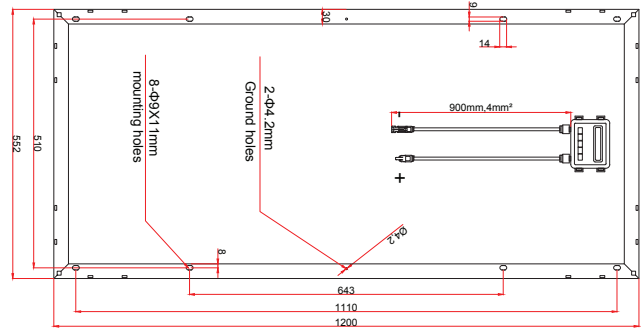 30
9
14
900mm,4mm²
-
+
8-Φ9X11mm
mounting holes
2-Φ4.2mm
Ground holes
552
510
Ø4.2
8
643
1110
1200